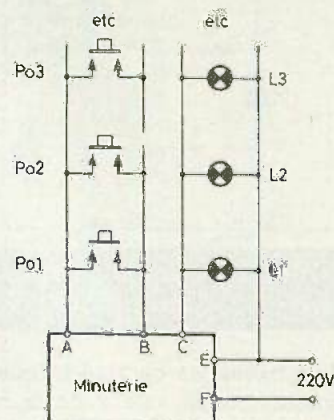 etc etc
Po3 L3
Po2 L2
Po1
A B C
E
Minuterie 220V
F